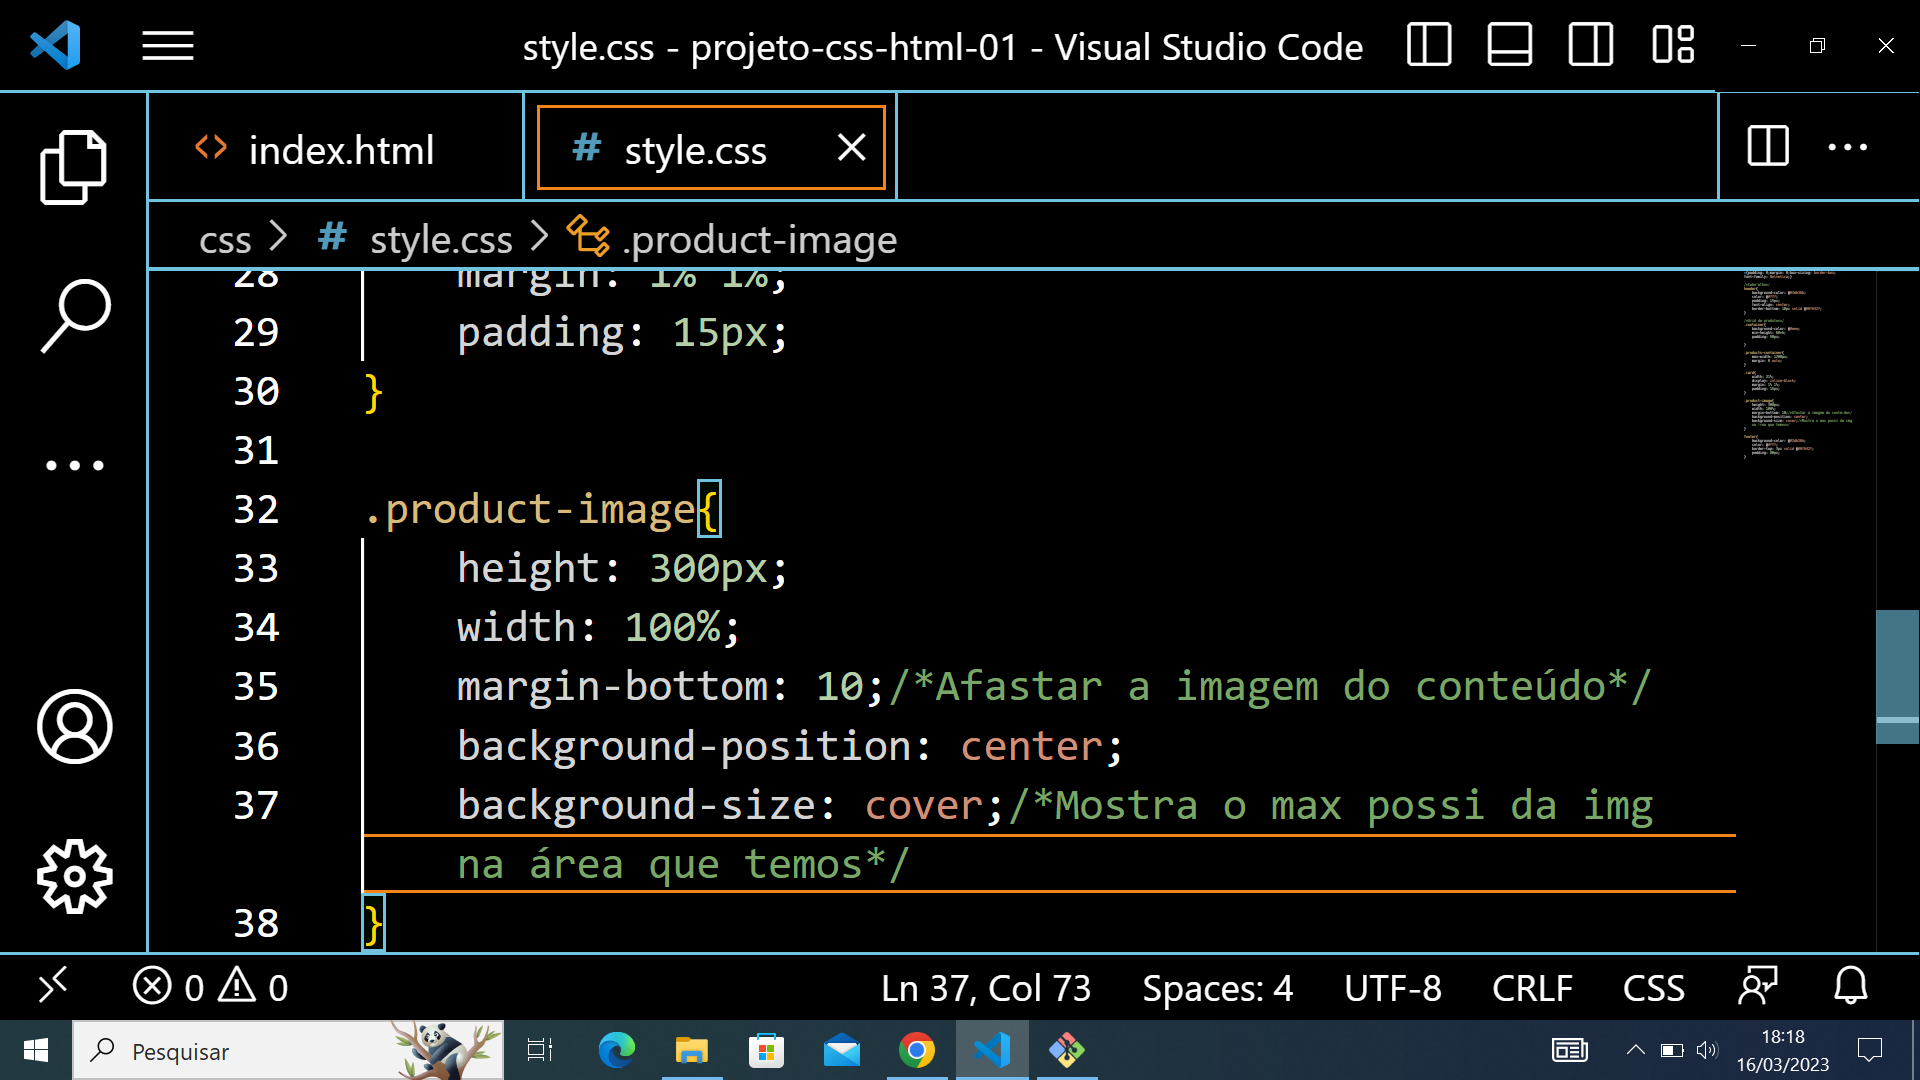 style.css - projeto-css-html-01 - Visual Studio Code
index.html
# style.css
css > # style.css > .product-image
28 margin: 1% 1%;
29 padding: 15px;
30 }
31
32 .product-image{
33 height: 300px;
34 width: 100%;
35 margin-bottom: 10;/*Afastar a imagem do conteúdo*/
36 background-position: center;
37 background-size: cover;/*Mostra o max possi da img
na área que temos*/
38 }
0 0 Ln 37, Col 73 Spaces: 4 UTF-8 CRLF CSS
Pesquisar
18:18
16/03/2023